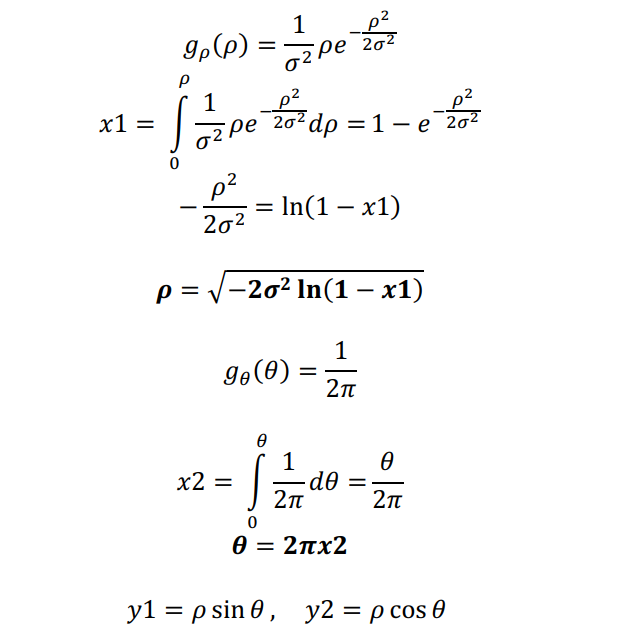 g_ρ(ρ) = 1/σ² ρe^(−ρ²/2σ²)
x1 = ∫₀^ρ 1/σ² ρe^(−ρ²/2σ²) dρ = 1 − e^(−ρ²/2σ²)
−ρ²/2σ² = ln(1 − x1)
ρ = √(−2σ² ln(1 − x1))
g_θ(θ) = 1/2π
x2 = ∫₀^θ 1/2π dθ = θ/2π
θ = 2πx2
y1 = ρ sin θ , y2 = ρ cos θ